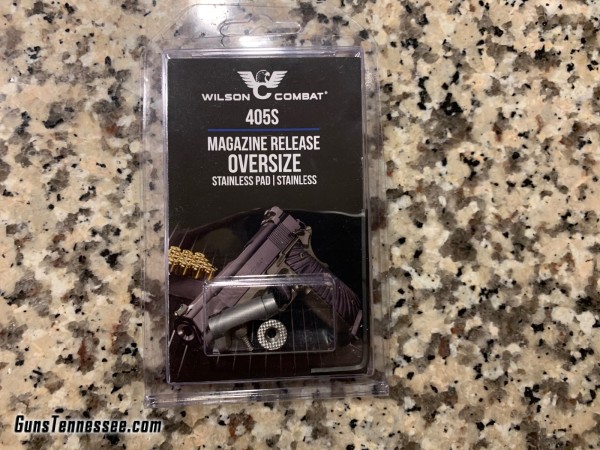 WILSON COMBAT®
405S
MAGAZINE RELEASE
OVERSIZE
STAINLESS PAD | STAINLESS
GunsTennessee.com